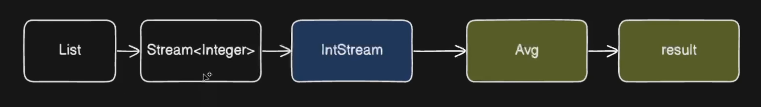 List
Stream<Integer>
IntStream
Avg
result